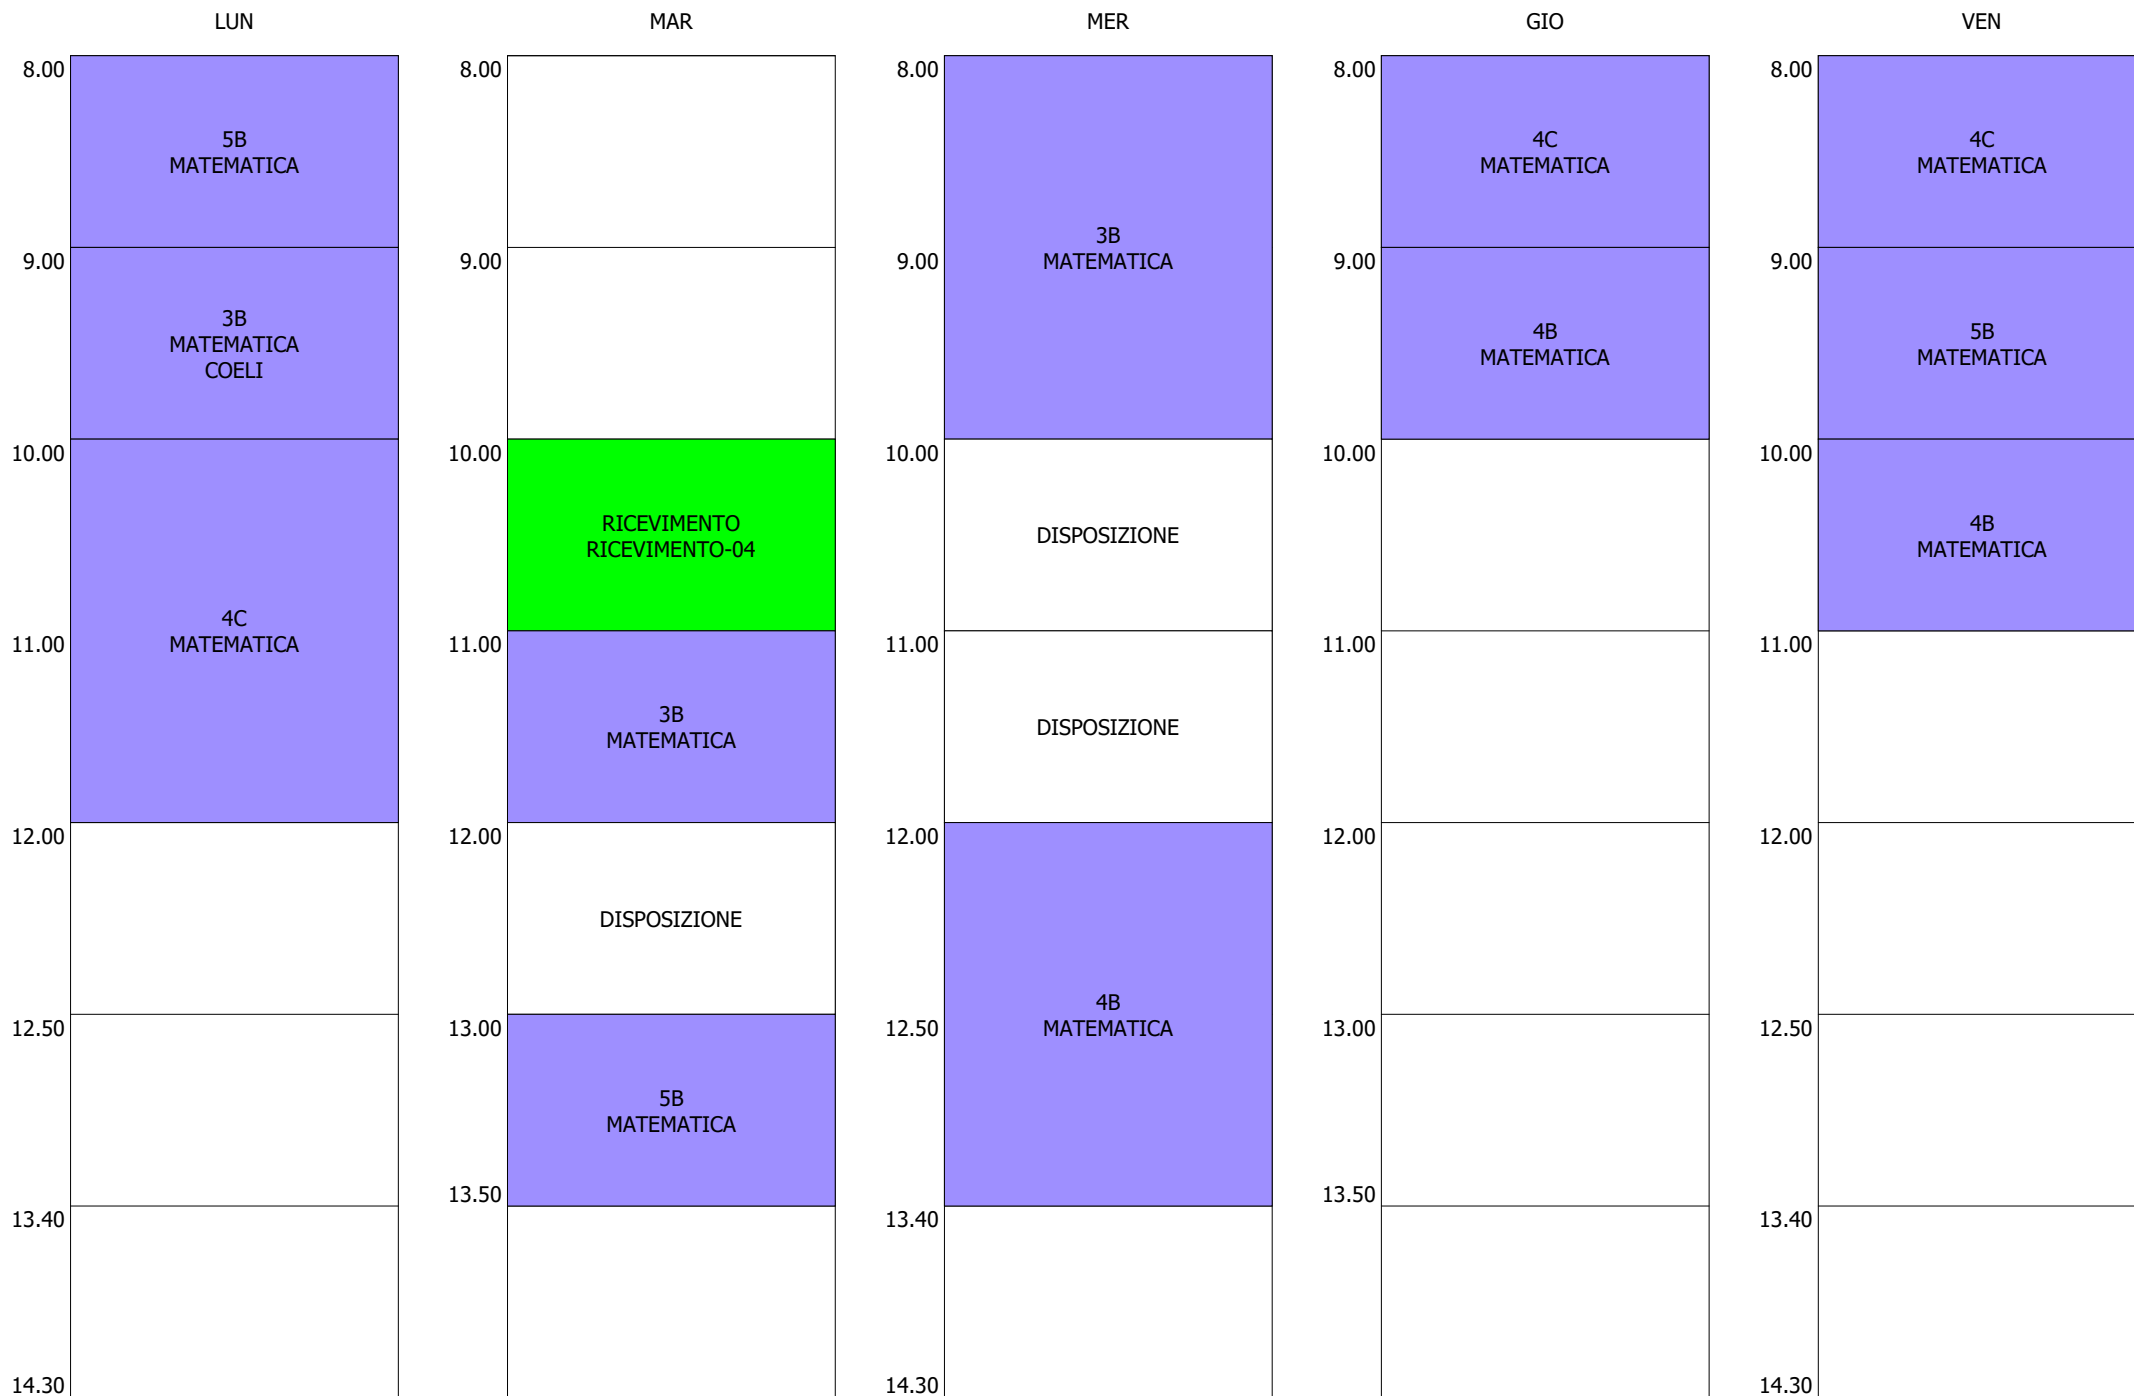 LUN
MAR
MER
GIO
VEN
8.00
5B
MATEMATICA
9.00
3B
MATEMATICA
COELI
10.00
4C
MATEMATICA
11.00
12.00
12.50
13.40
14.30
8.00
9.00
10.00
RICEVIMENTO
RICEVIMENTO-04
11.00
3B
MATEMATICA
12.00
DISPOSIZIONE
13.00
5B
MATEMATICA
13.50
8.00
3B
MATEMATICA
9.00
10.00
DISPOSIZIONE
11.00
DISPOSIZIONE
12.00
4B
MATEMATICA
12.50
13.40
14.30
8.00
4C
MATEMATICA
9.00
4B
MATEMATICA
10.00
11.00
12.00
13.00
13.50
8.00
4C
MATEMATICA
9.00
5B
MATEMATICA
10.00
4B
MATEMATICA
11.00
12.00
12.50
13.40
14.30